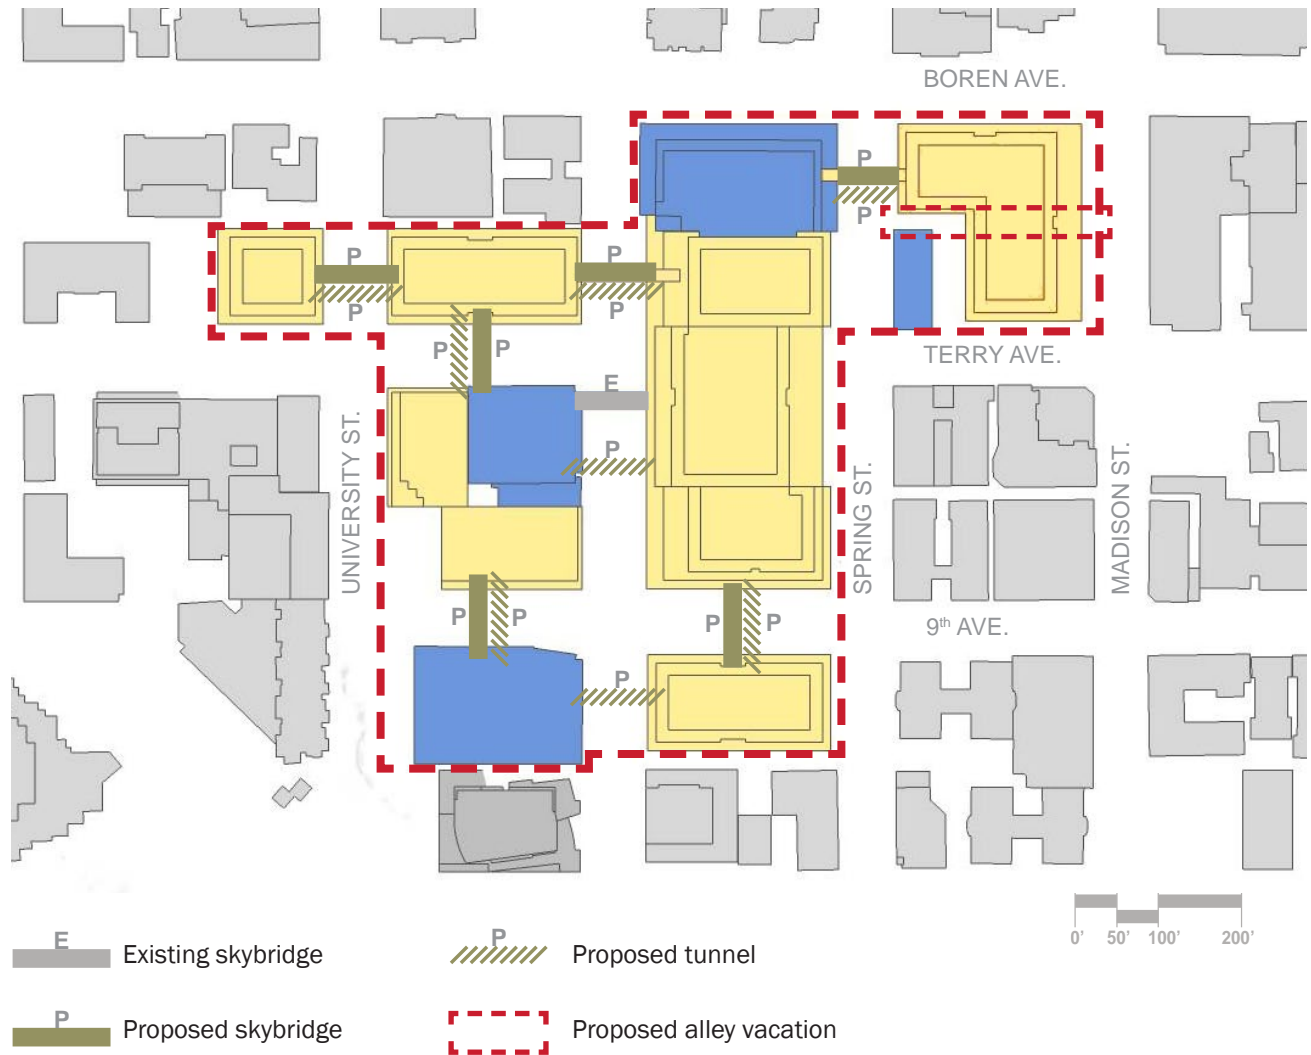 BOREN AVE.
P
P
P
P
P
P
P
P
TERRY AVE.
E
P
UNIVERSITY ST.
SPRING ST.
MADISON ST.
P
P
P
P
9th AVE.
P
0' 50' 100' 200'
E
Existing skybridge
P
Proposed tunnel
P
Proposed skybridge
Proposed alley vacation